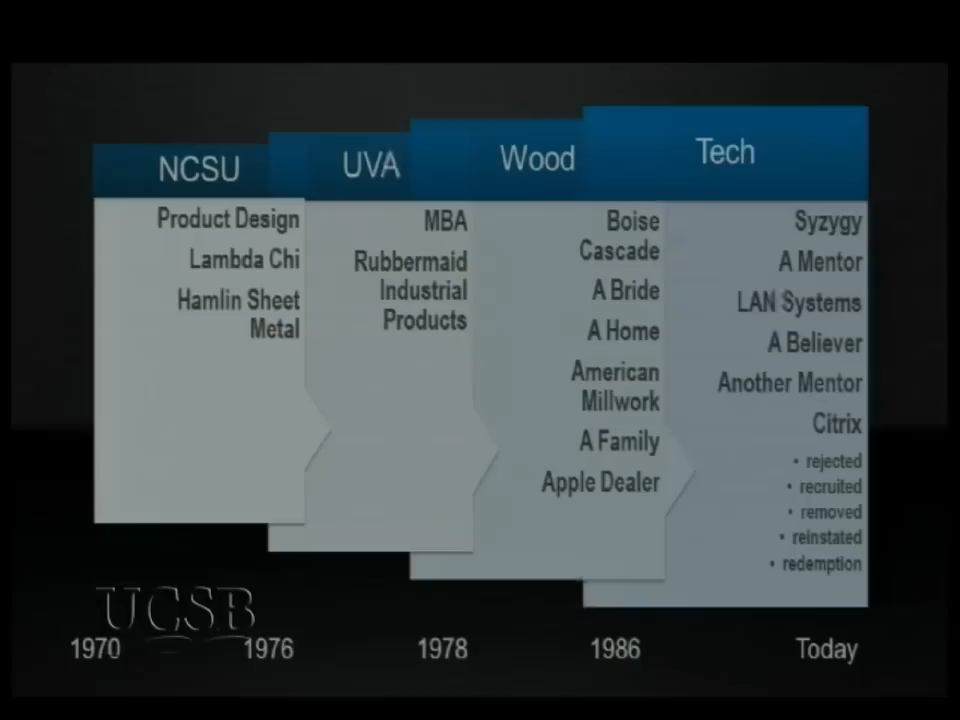 NCSU
Product Design
Lambda Chi
Hamlin Sheet
Metal
UVA
MBA
Rubbermaid
Industrial
Products
Wood
Boise
Cascade
A Bride
A Home
American
Millwork
A Family
Apple Dealer
Tech
Syzygy
A Mentor
LAN Systems
A Believer
Another Mentor
Citrix
• rejected
• recruited
• removed
• reinstated
• redemption
UCSB
1970 1976 1978 1986 Today